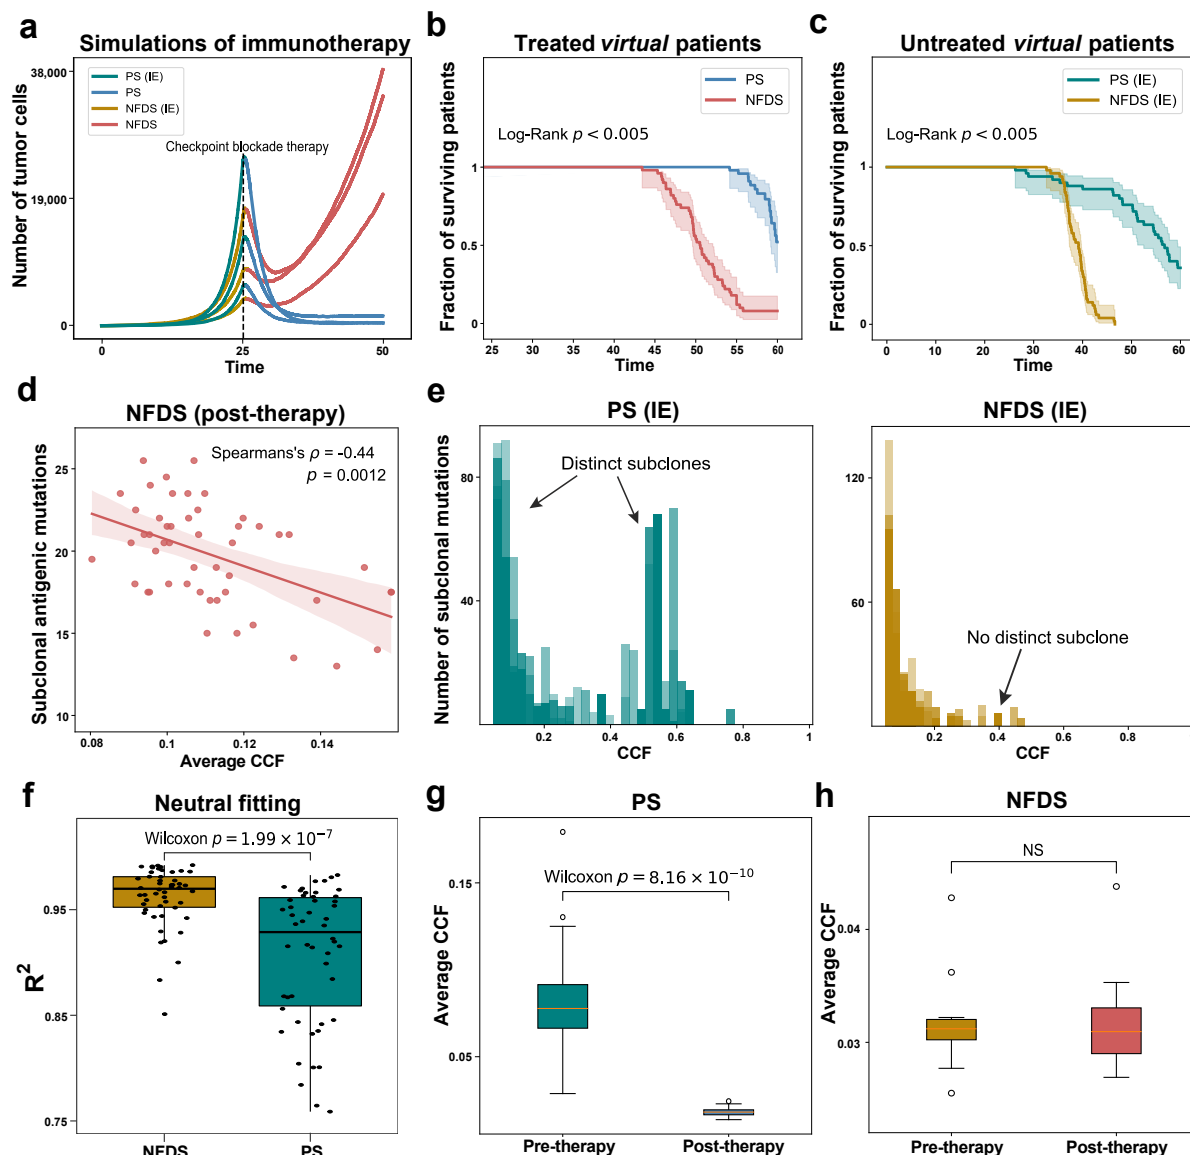 a
Simulations of immunotherapy
38,000
19,000
0
PS (IE)
PS
NFDS (IE)
NFDS
Checkpoint blockade therapy
Number of tumor cells
0
25
50
Time
b
Treated virtual patients
PS
NFDS
Log-Rank p < 0.005
Fraction of surviving patients
1
0.5
0
25
30
35
40
45
50
55
60
Time
c
Untreated virtual patients
PS (IE)
NFDS (IE)
Log-Rank p < 0.005
Fraction of surviving patients
1
0.5
0
0
10
20
30
40
50
60
Time
d
NFDS (post-therapy)
Spearmans's ρ = -0.44
p = 0.0012
Subclonal antigenic mutations
25
20
15
10
0.08
0.1
0.12
0.14
Average CCF
e
PS (IE)
Distinct subclones
Number of subclonal mutations
80
40
0
0.2
0.4
0.6
0.8
1
CCF
NFDS (IE)
No distinct subclone
120
60
0
0.2
0.4
0.6
0.8
CCF
f
Neutral fitting
Wilcoxon p = 1.99 × 10⁻⁷
R²
0.95
0.85
0.75
NFDS
PS
g
PS
Wilcoxon p = 8.16 × 10⁻¹⁰
Average CCF
0.15
0.05
Pre-therapy
Post-therapy
h
NFDS
NS
Average CCF
0.04
0.03
Pre-therapy
Post-therapy